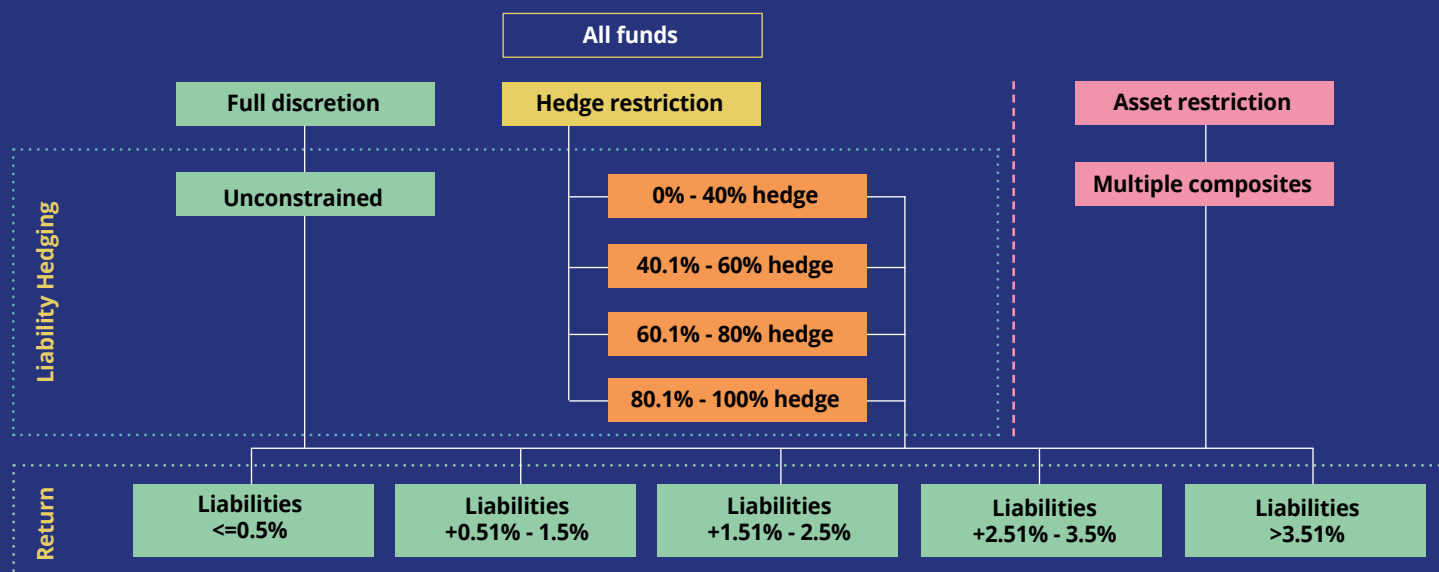 All funds
Full discretion
Hedge restriction
Asset restriction
Liability Hedging
Unconstrained
0% - 40% hedge
40.1% - 60% hedge
60.1% - 80% hedge
80.1% - 100% hedge
Multiple composites
Return
Liabilities
<=0.5%
Liabilities
+0.51% - 1.5%
Liabilities
+1.51% - 2.5%
Liabilities
+2.51% - 3.5%
Liabilities
>3.51%